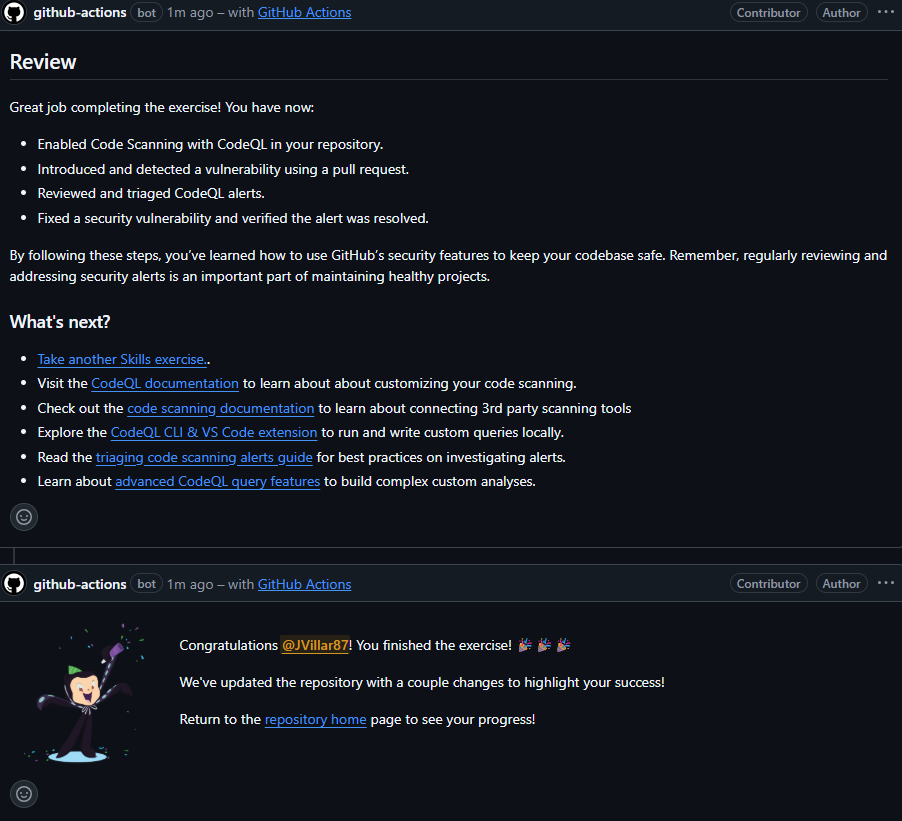 github-actions bot 1m ago – with GitHub Actions Contributor Author
Review
Great job completing the exercise! You have now:
Enabled Code Scanning with CodeQL in your repository.
Introduced and detected a vulnerability using a pull request.
Reviewed and triaged CodeQL alerts.
Fixed a security vulnerability and verified the alert was resolved.
By following these steps, you’ve learned how to use GitHub’s security features to keep your codebase safe. Remember, regularly reviewing and
addressing security alerts is an important part of maintaining healthy projects.
What's next?
Take another Skills exercise..
Visit the CodeQL documentation to learn about about customizing your code scanning.
Check out the code scanning documentation to learn about connecting 3rd party scanning tools
Explore the CodeQL CLI & VS Code extension to run and write custom queries locally.
Read the triaging code scanning alerts guide for best practices on investigating alerts.
Learn about advanced CodeQL query features to build complex custom analyses.
github-actions bot 1m ago – with GitHub Actions Contributor Author
Congratulations @JVillar87! You finished the exercise! 🎉 🎉 🎉
We've updated the repository with a couple changes to highlight your success!
Return to the repository home page to see your progress!